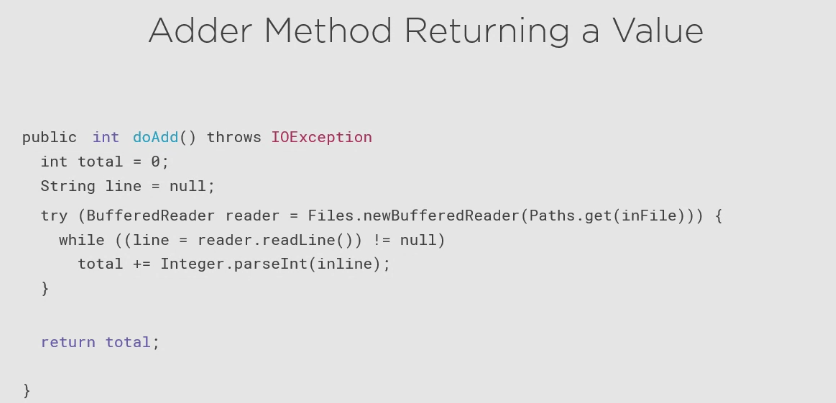 Adder Method Returning a Value
public int doAdd() throws IOException
int total = 0;
String line = null;
try (BufferedReader reader = Files.newBufferedReader(Paths.get(inFile))) {
while ((line = reader.readLine()) != null)
total += Integer.parseInt(inline);
}
return total;
}